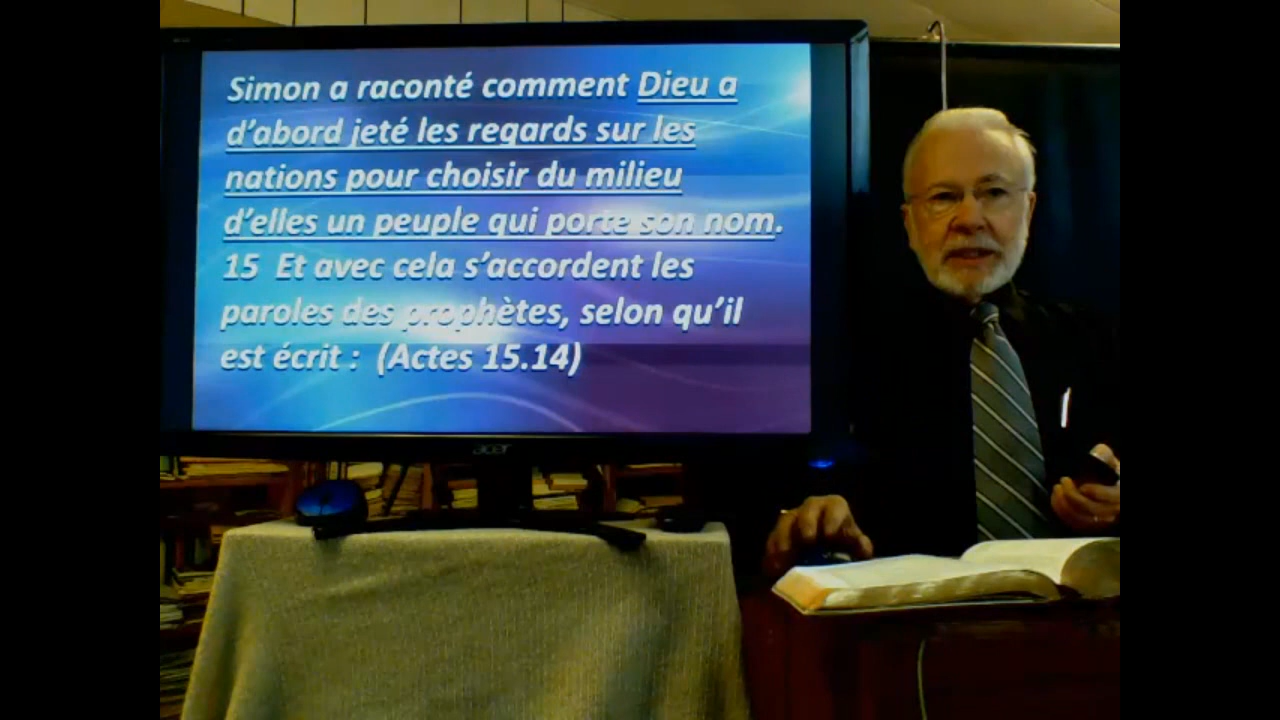 Simon a raconté comment Dieu a
d’abord jeté les regards sur les
nations pour choisir du milieu
d’elles un peuple qui porte son nom.
15 Et avec cela s’accordent les
paroles des prophètes, selon qu’il
est écrit : (Actes 15.14)
acer